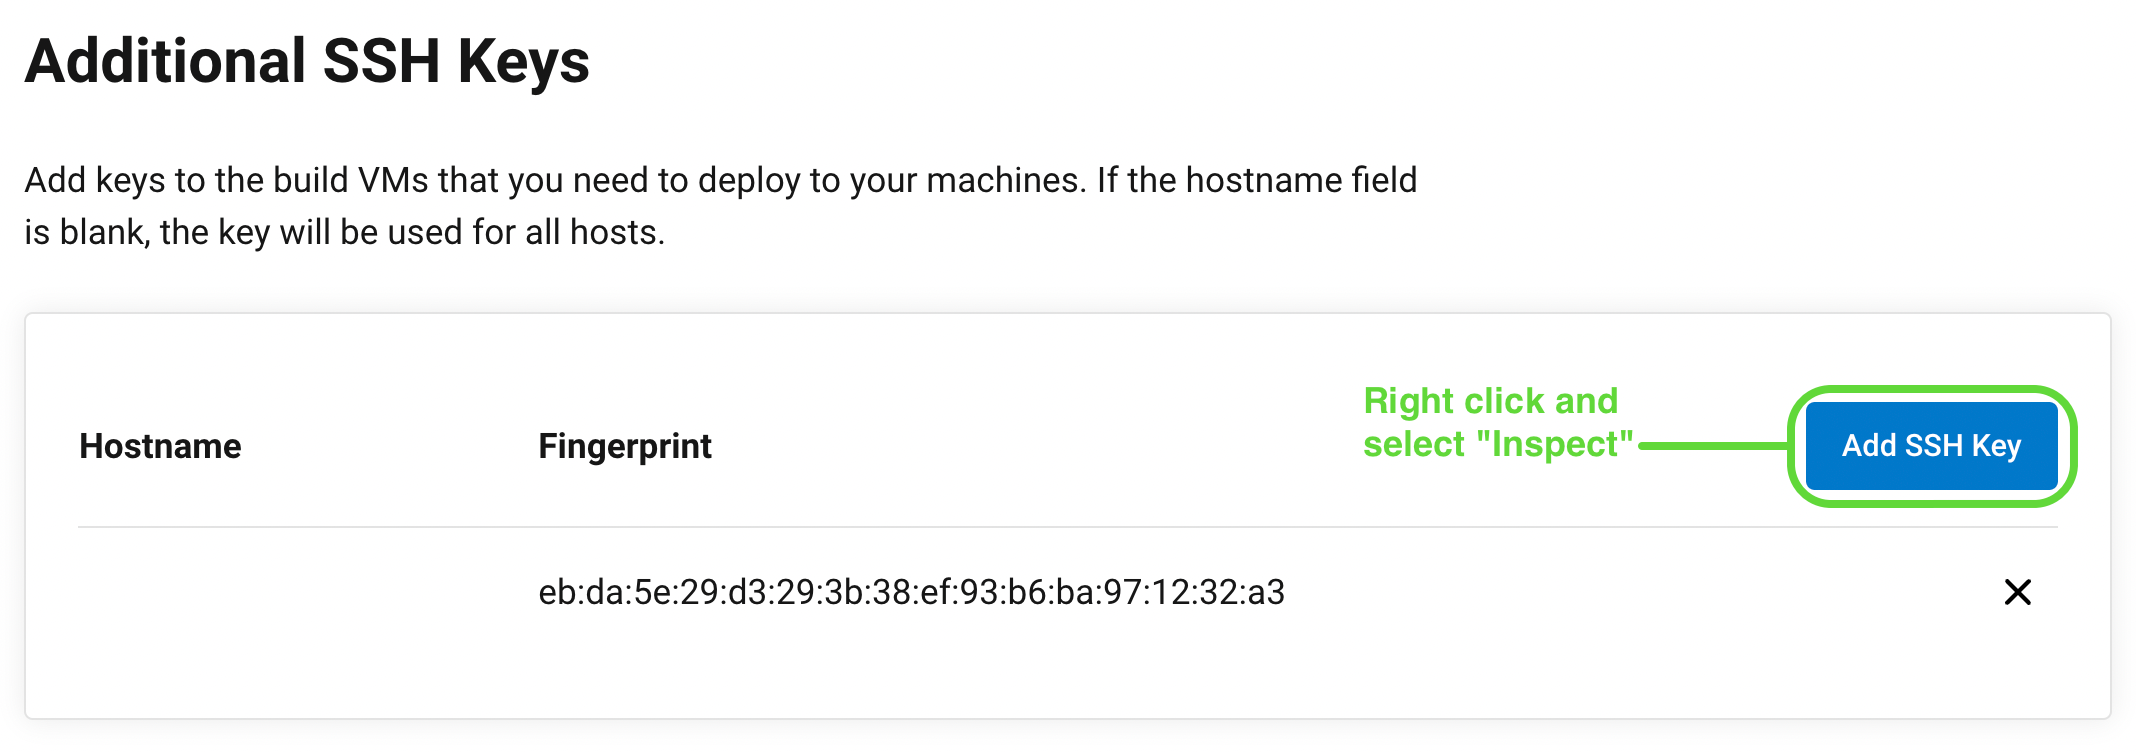 Additional SSH Keys
Add keys to the build VMs that you need to deploy to your machines. If the hostname field
is blank, the key will be used for all hosts.
Hostname
Fingerprint
Right click and
select "Inspect"
Add SSH Key
eb:da:5e:29:d3:29:3b:38:ef:93:b6:ba:97:12:32:a3